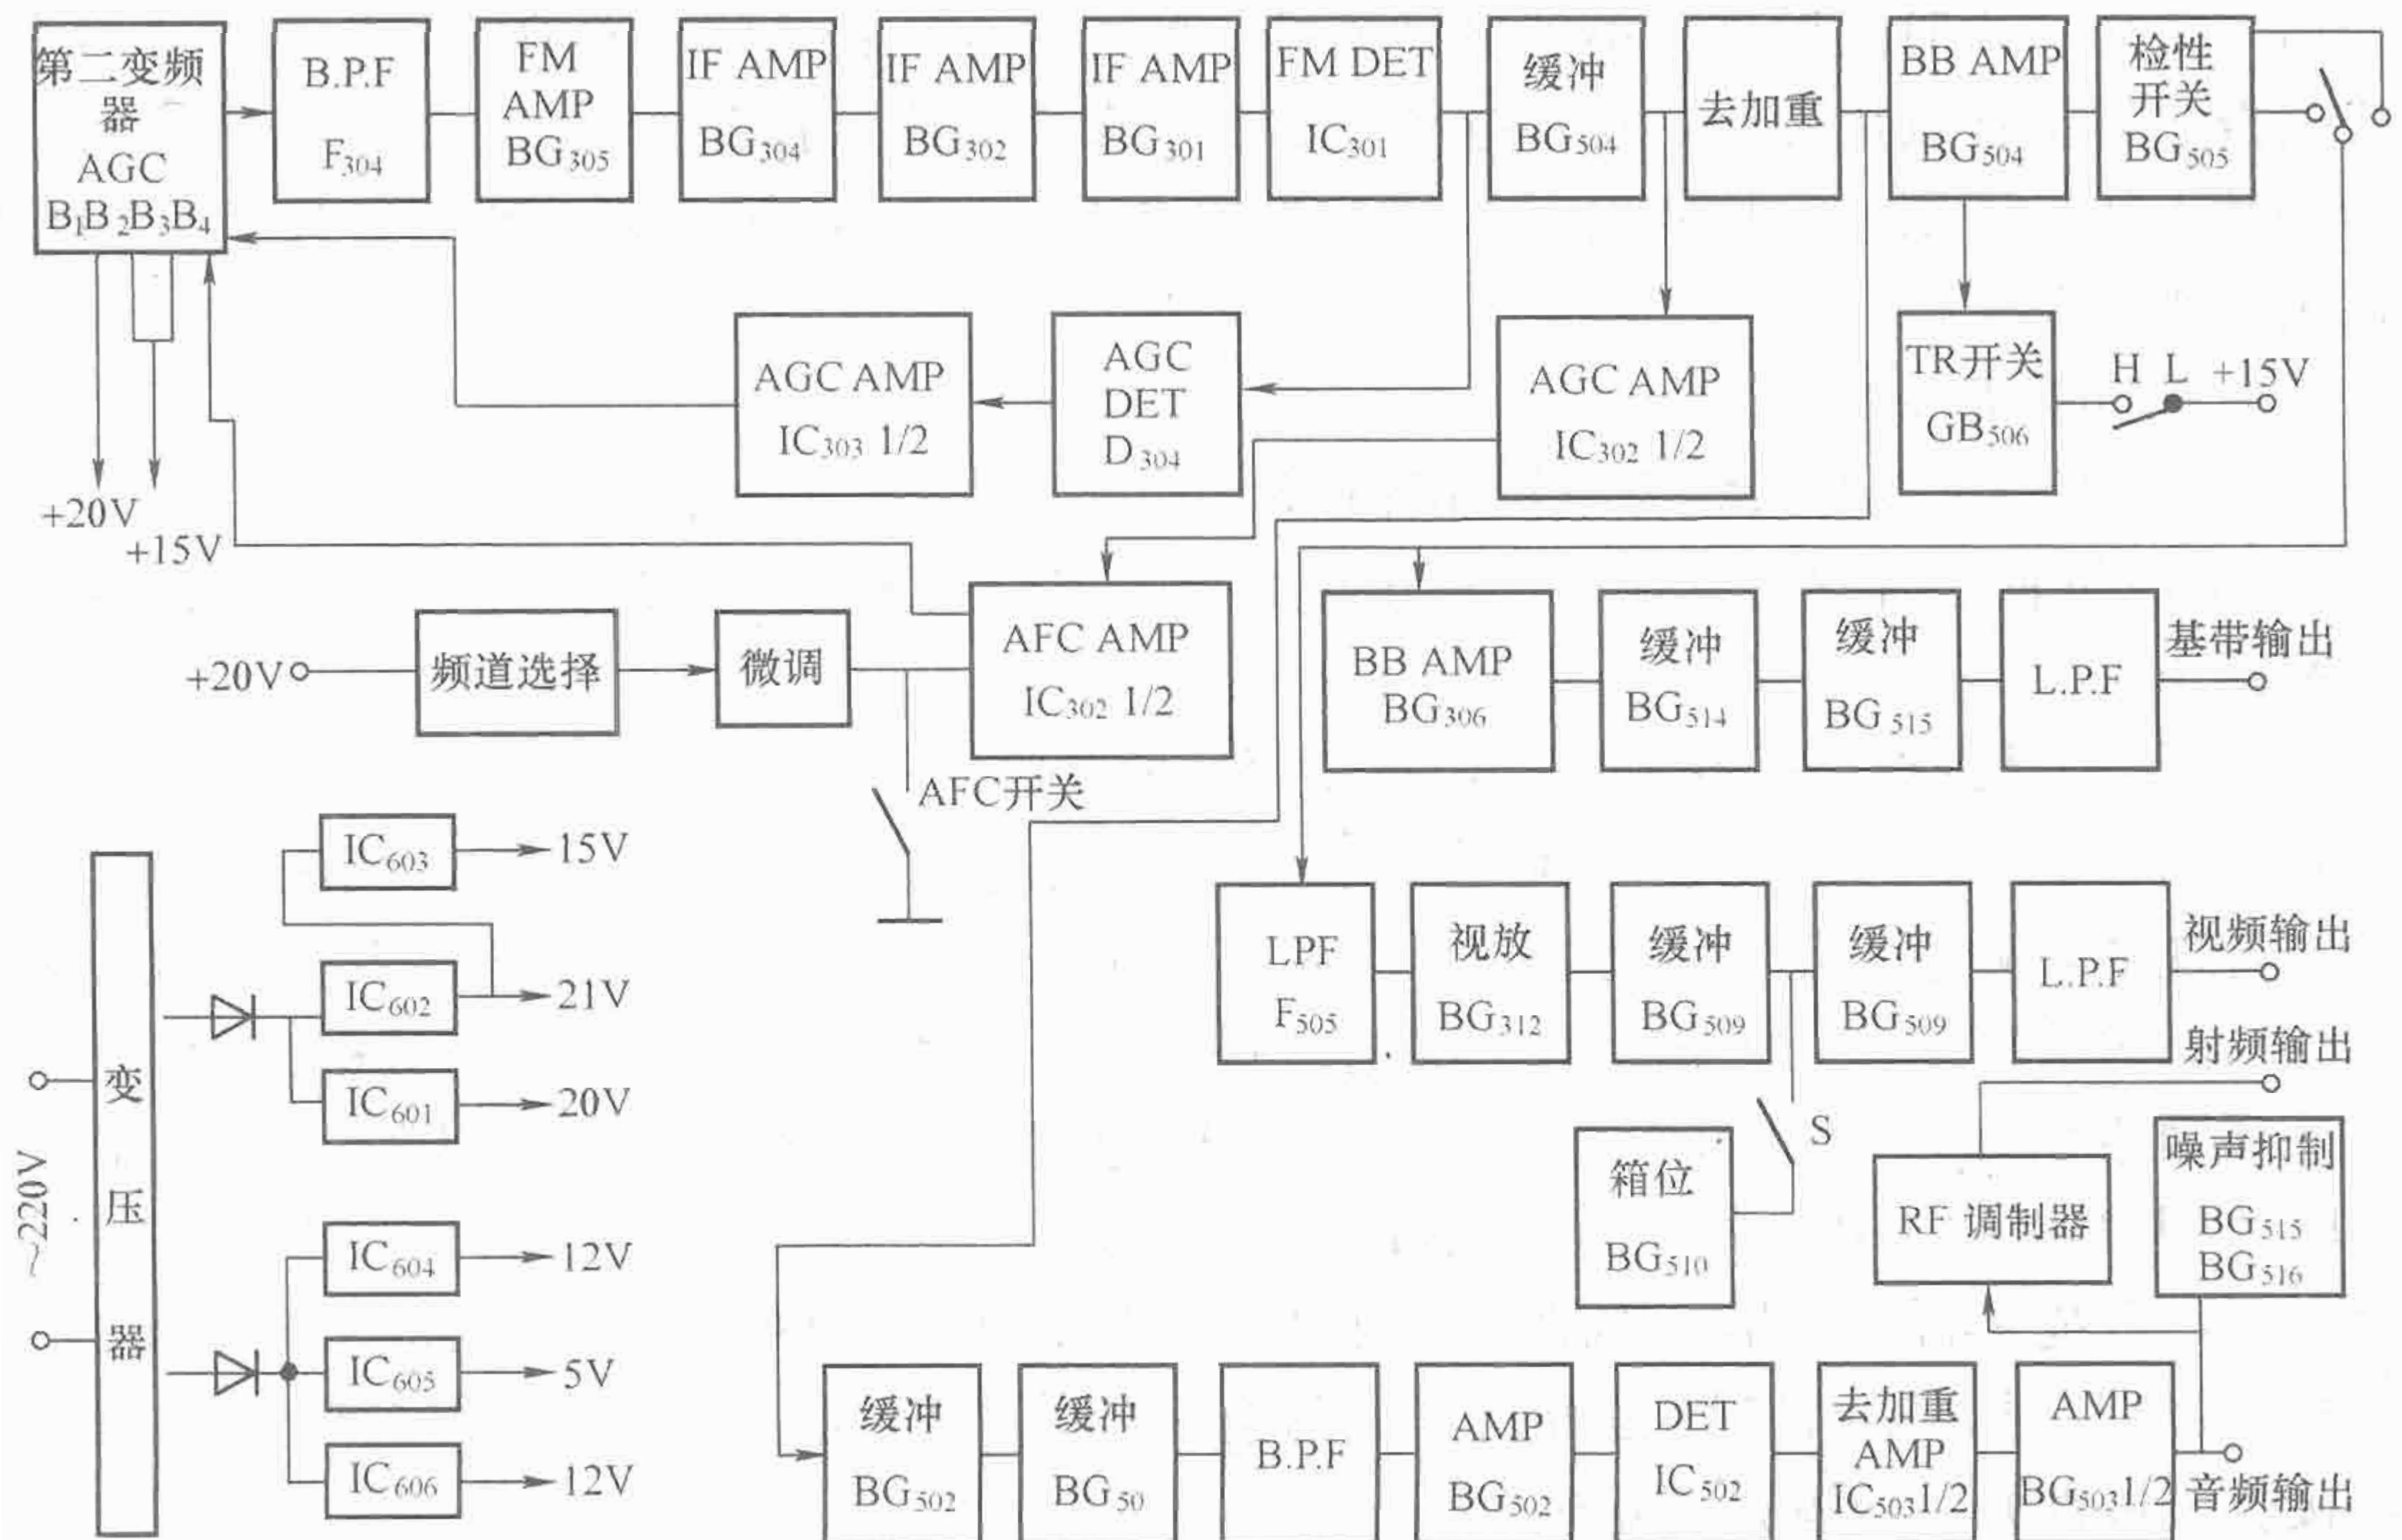 第二变频
器
AGC
B₁B₂B₃B₄
B.P.F
F₃₀₄
FM
AMP
BG₃₀₅
IF AMP
BG₃₀₄
IF AMP
BG₃₀₂
IF AMP
BG₃₀₁
FM DET
IC₃₀₁
缓冲
BG₅₀₄
去加重
BB AMP
BG₅₀₄
检性
开关
BG₅₀₅
AGC AMP
IC₃₀₃ 1/2
AGC
DET
D₃₀₄
AGC AMP
IC₃₀₂ 1/2
TR开关
GB₅₀₆
H L +15V
+20V
+15V
+20V
频道选择
微调
AFC AMP
IC₃₀₂ 1/2
AFC开关
BB AMP
BG₃₀₆
缓冲
BG₅₁₄
缓冲
BG₅₁₅
L.P.F
基带输出
~220V
变
压
器
IC₆₀₃
15V
IC₆₀₂
21V
IC₆₀₁
20V
IC₆₀₄
12V
IC₆₀₅
5V
IC₆₀₆
12V
LPF
F₅₀₅
视放
BG₃₁₂
缓冲
BG₅₀₉
缓冲
BG₅₀₉
L.P.F
视频输出
射频输出
S
箱位
BG₅₁₀
RF 调制器
噪声抑制
BG₅₁₅
BG₅₁₆
缓冲
BG₅₀₂
缓冲
BG₅₀
B.P.F
AMP
BG₅₀₂
DET
IC₅₀₂
去加重
AMP
IC₅₀₃1/2
AMP
BG₅₀₃1/2
音频输出